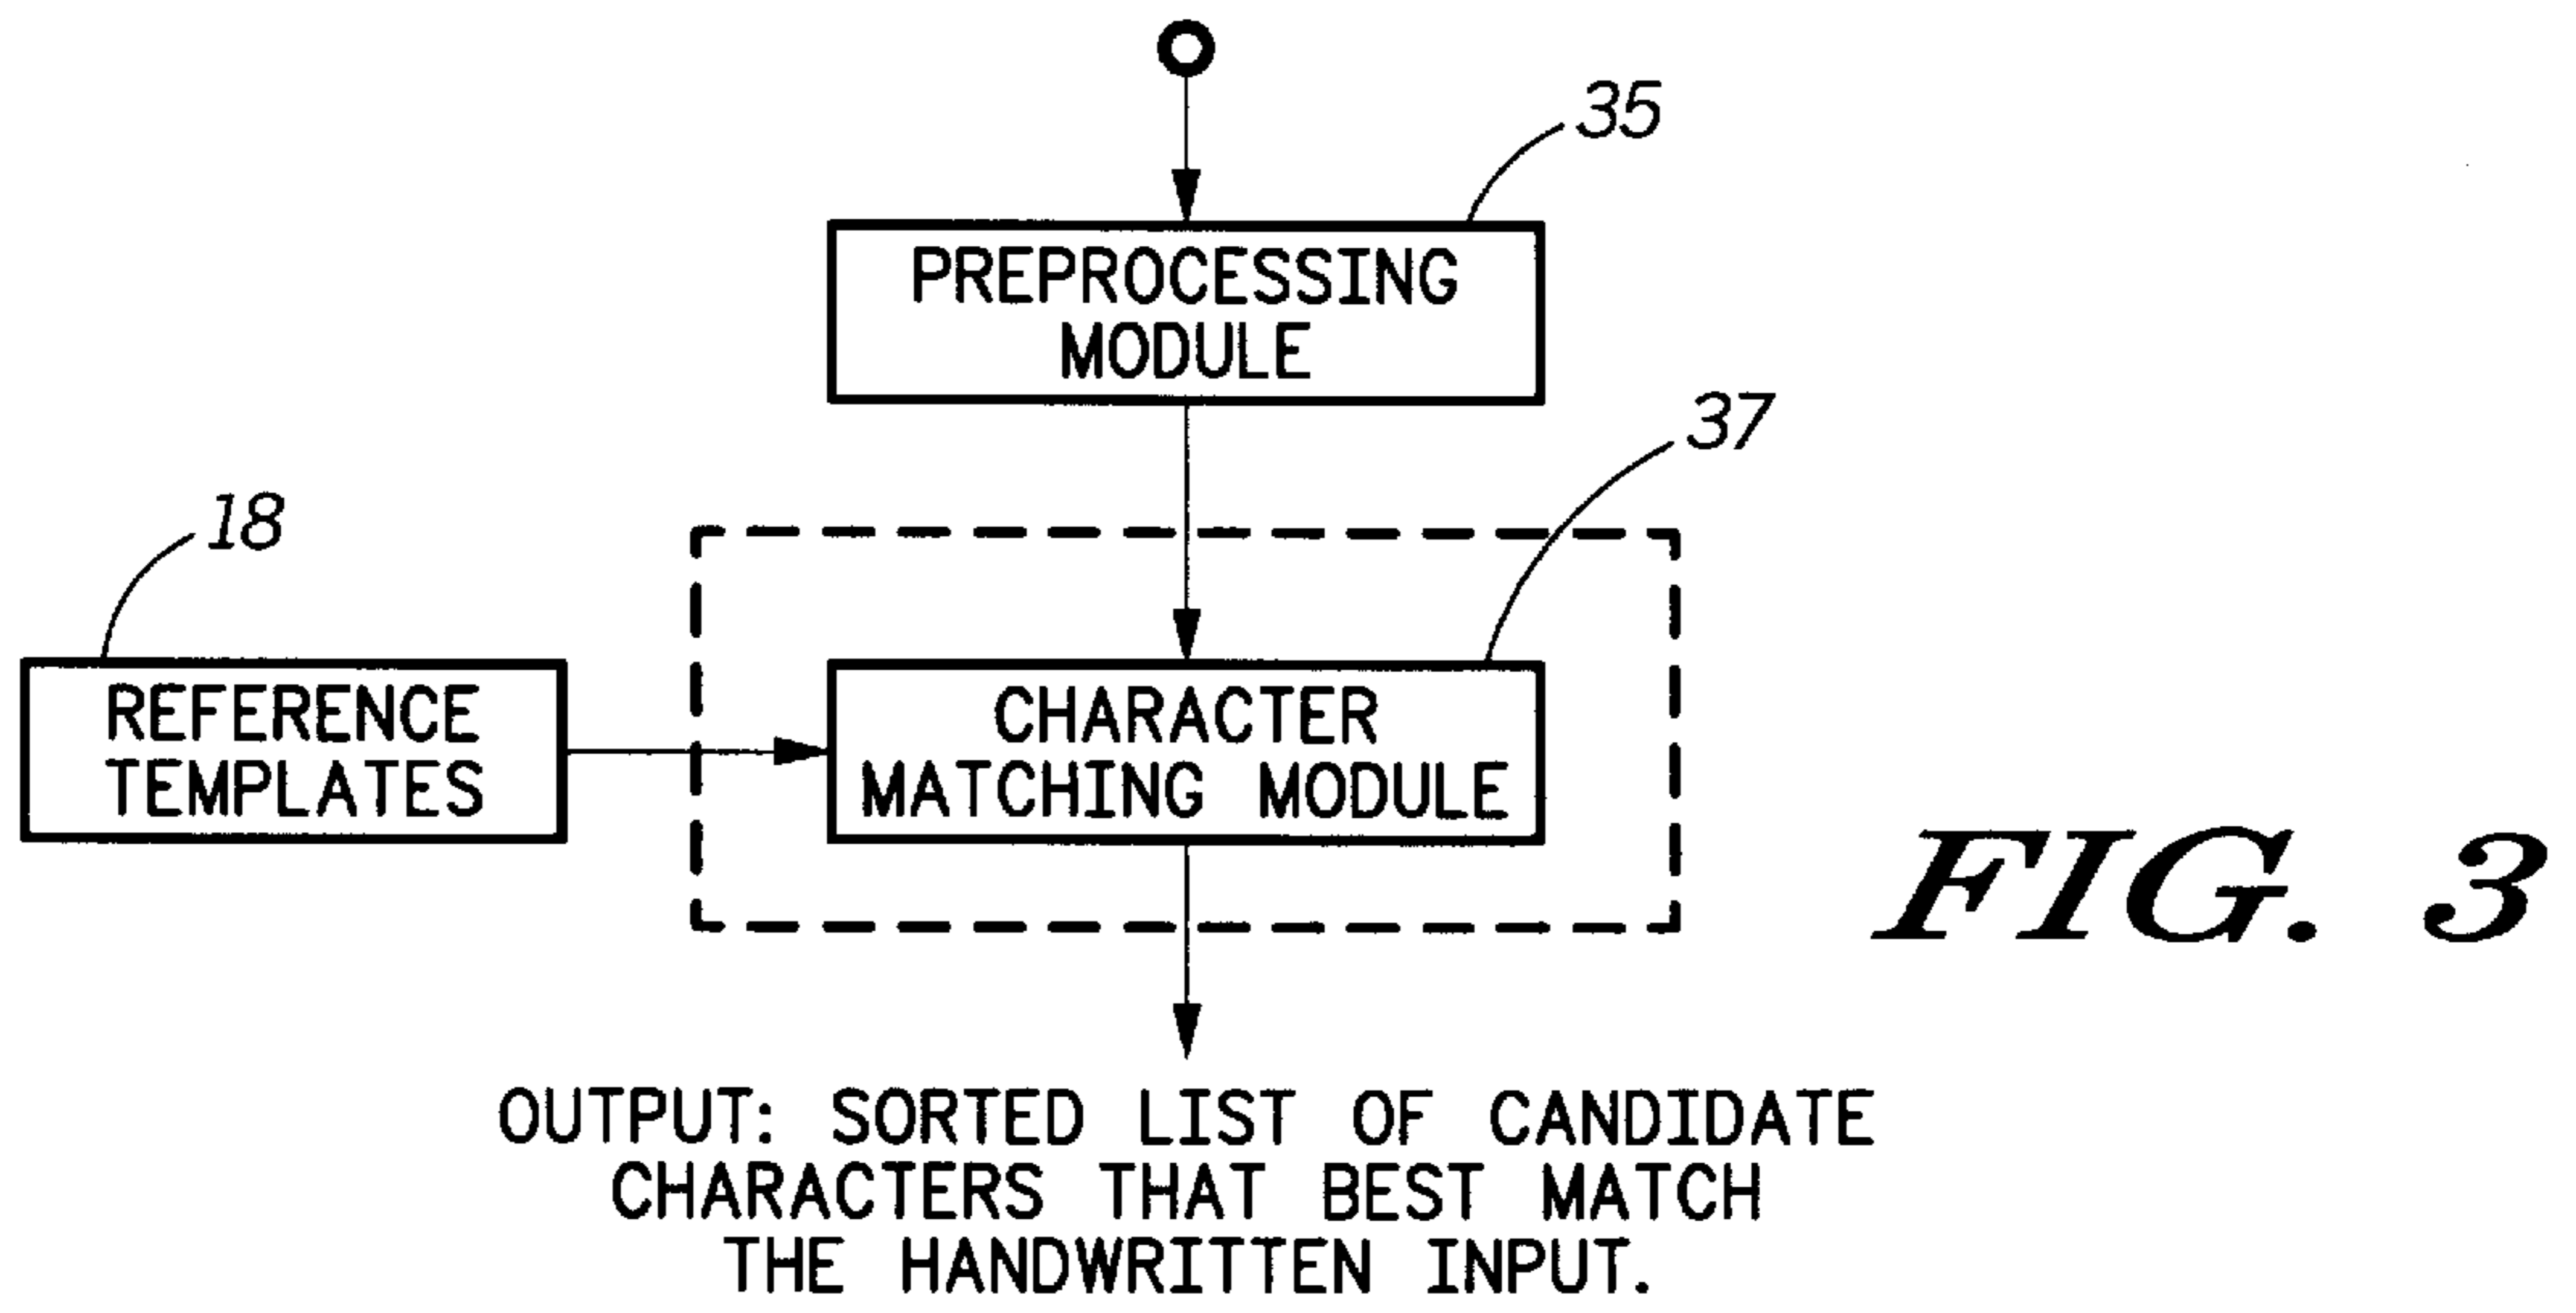 35
PREPROCESSING
MODULE
37
18
REFERENCE
TEMPLATES
CHARACTER
MATCHING MODULE
FIG. 3
OUTPUT: SORTED LIST OF CANDIDATE
CHARACTERS THAT BEST MATCH
THE HANDWRITTEN INPUT.